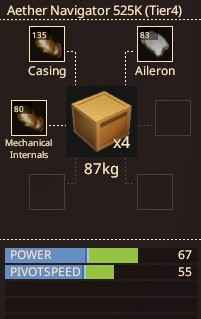 Aether Navigator 525K (Tier4)
135
83
Casing
Aileron
80
Mechanical
Internals
x4
87kg
POWER 67
PIVOTSPEED 55